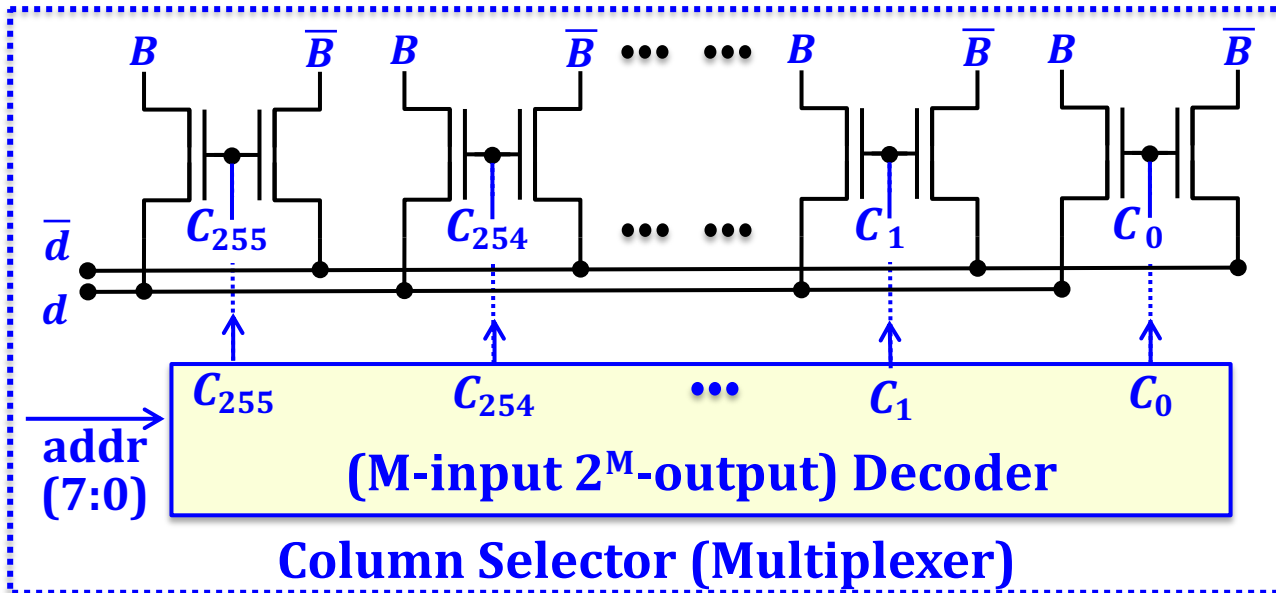 B B̅ B B̅ ••• ••• B B̅ B B̅
C₂₅₅ C₂₅₄ ••• ••• C₁ C₀
d̅
d
C₂₅₅ C₂₅₄ ••• C₁ C₀
addr
(7:0)
(M-input 2ᴹ-output) Decoder
Column Selector (Multiplexer)